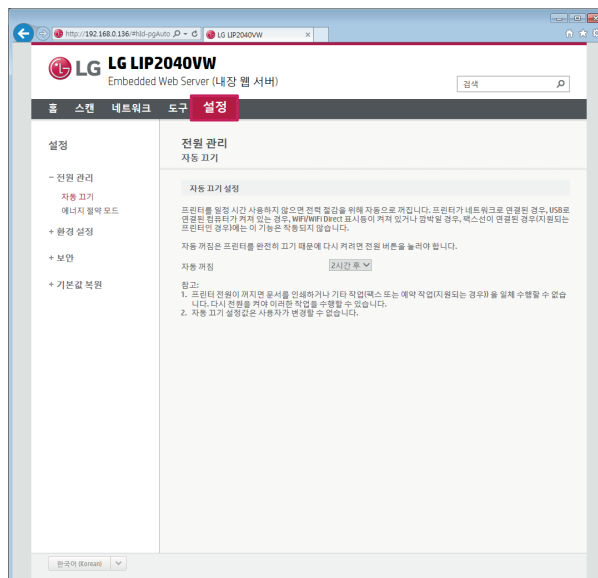 http://192.168.0.136/#hId-pgAuto
LG LIP2040VW
LG
LG LIP2040VW
Embedded Web Server (내장 웹 서버)
검색
홈 스캔 네트워크 도구 설정
설정
- 전원 관리
자동 끄기
에너지 절약 모드
+ 환경 설정
+ 보안
+ 기본값 복원
전원 관리
자동 끄기
자동 끄기 설정
프린터를 일정 시간 사용하지 않으면 전력 절감을 위해 자동으로 꺼집니다. 프린터가 네트워크로 연결된 경우, USB로
연결된 컴퓨터가 켜져 있는 경우, WiFi/WiFi Direct 표시등이 켜져 있거나 깜박일 경우, 팩스선이 연결된 경우(지원되는
프린터인 경우)에는 이 기능은 작동되지 않습니다.
자동 꺼짐은 프린터를 완전히 끄기 때문에 다시 켜려면 전원 버튼을 눌러야 합니다.
자동 꺼짐 2시간 후
참고:
1. 프린터 전원이 꺼지면 문서를 인쇄하거나 기타 작업(팩스 또는 예약 작업(지원되는 경우)) 을 일체 수행할 수 없습
니다. 다시 전원를 켜야 이러한 작업을 수행할 수 있습니다.
2. 자동 끄기 설정값은 사용자가 변경할 수 없습니다.
한국어 (Korean)